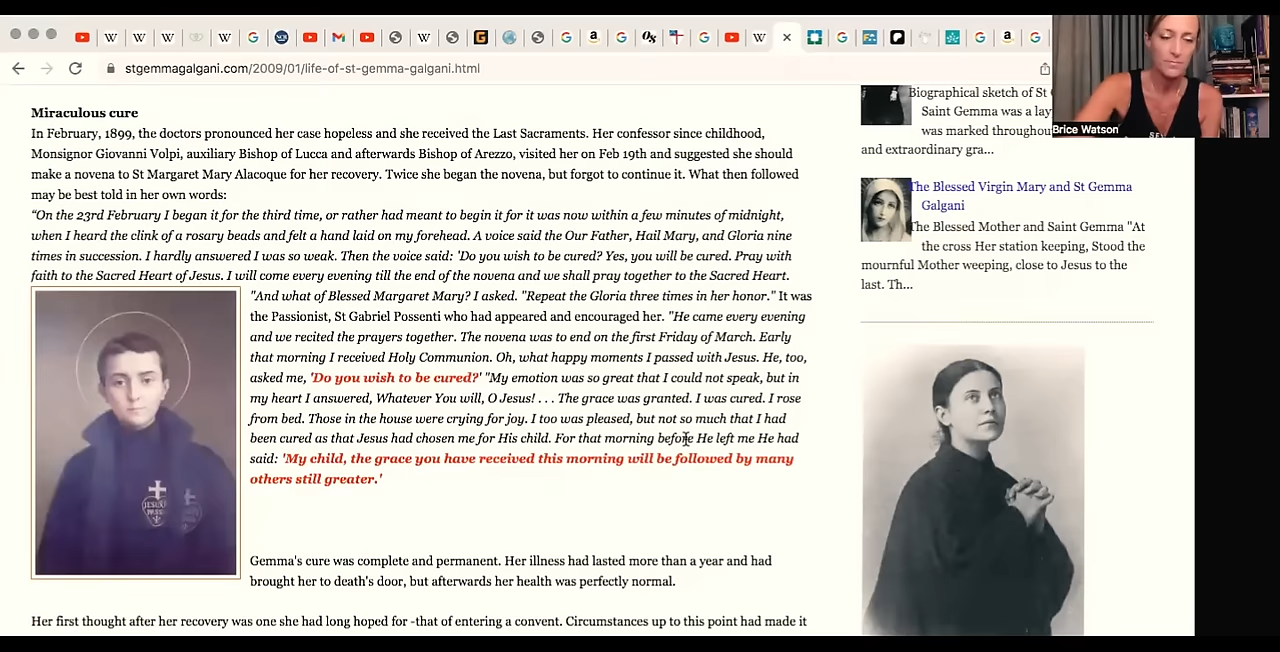 stgemmagalgani.com/2009/01/life-of-st-gemma-galgani.html
Miraculous cure
In February, 1899, the doctors pronounced her case hopeless and she received the Last Sacraments. Her confessor since childhood,
Monsignor Giovanni Volpi, auxiliary Bishop of Lucca and afterwards Bishop of Arezzo, visited her on Feb 19th and suggested she should
make a novena to St Margaret Mary Alacoque for her recovery. Twice she began the novena, but forgot to continue it. What then followed
may be best told in her own words:
“On the 23rd February I began it for the third time, or rather had meant to begin it for it was now within a few minutes of midnight,
when I heard the clink of a rosary beads and felt a hand laid on my forehead. A voice said the Our Father, Hail Mary, and Gloria nine
times in succession. I hardly answered I was so weak. Then the voice said: 'Do you wish to be cured? Yes, you will be cured. Pray with
faith to the Sacred Heart of Jesus. I will come every evening till the end of the novena and we shall pray together to the Sacred Heart.
"And what of Blessed Margaret Mary? I asked. "Repeat the Gloria three times in her honor." It was
the Passionist, St Gabriel Possenti who had appeared and encouraged her. "He came every evening
and we recited the prayers together. The novena was to end on the first Friday of March. Early
that morning I received Holy Communion. Oh, what happy moments I passed with Jesus. He, too,
asked me, 'Do you wish to be cured?' "My emotion was so great that I could not speak, but in
my heart I answered, Whatever You will, O Jesus! . . . The grace was granted. I was cured. I rose
from bed. Those in the house were crying for joy. I too was pleased, but not so much that I had
been cured as that Jesus had chosen me for His child. For that morning before He left me He had
said: 'My child, the grace you have received this morning will be followed by many
others still greater.'
Gemma's cure was complete and permanent. Her illness had lasted more than a year and had
brought her to death's door, but afterwards her health was perfectly normal.
Her first thought after her recovery was one she had long hoped for -that of entering a convent. Circumstances up to this point had made it
Biographical sketch of St
Saint Gemma was a lay
was marked throughou
and extraordinary gra...
The Blessed Virgin Mary and St Gemma
Galgani
The Blessed Mother and Saint Gemma "At
the cross Her station keeping, Stood the
mournful Mother weeping, close to Jesus to the
last. Th...
Brice Watson